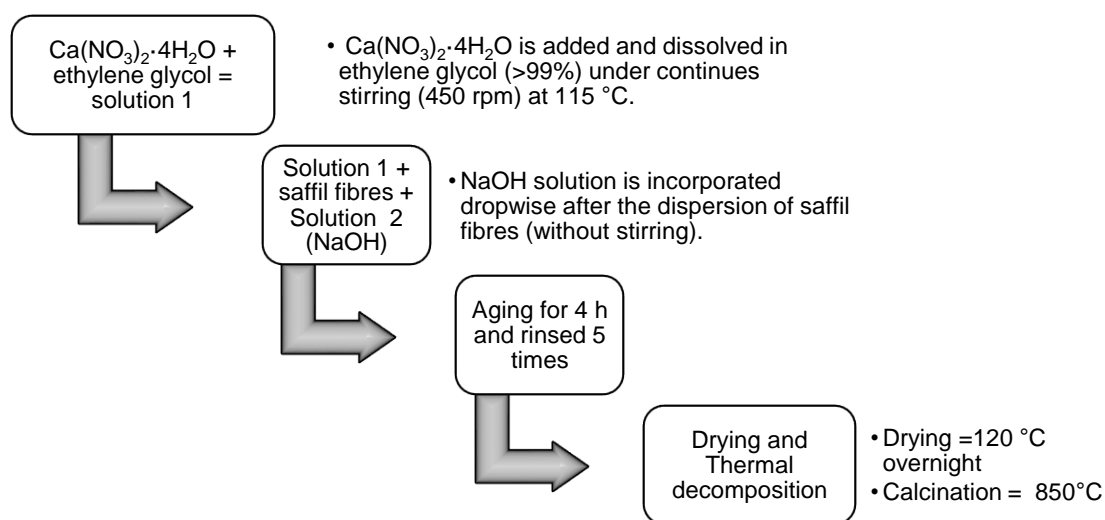 Ca(NO₃)₂·4H₂O +
ethylene glycol =
solution 1
• Ca(NO₃)₂·4H₂O is added and dissolved in
ethylene glycol (>99%) under continues
stirring (450 rpm) at 115 °C.
Solution 1 +
saffil fibres +
Solution 2
(NaOH)
• NaOH solution is incorporated
dropwise after the dispersion of saffil
fibres (without stirring).
Aging for 4 h
and rinsed 5
times
Drying and
Thermal
decomposition
• Drying =120 °C
overnight
• Calcination = 850°C